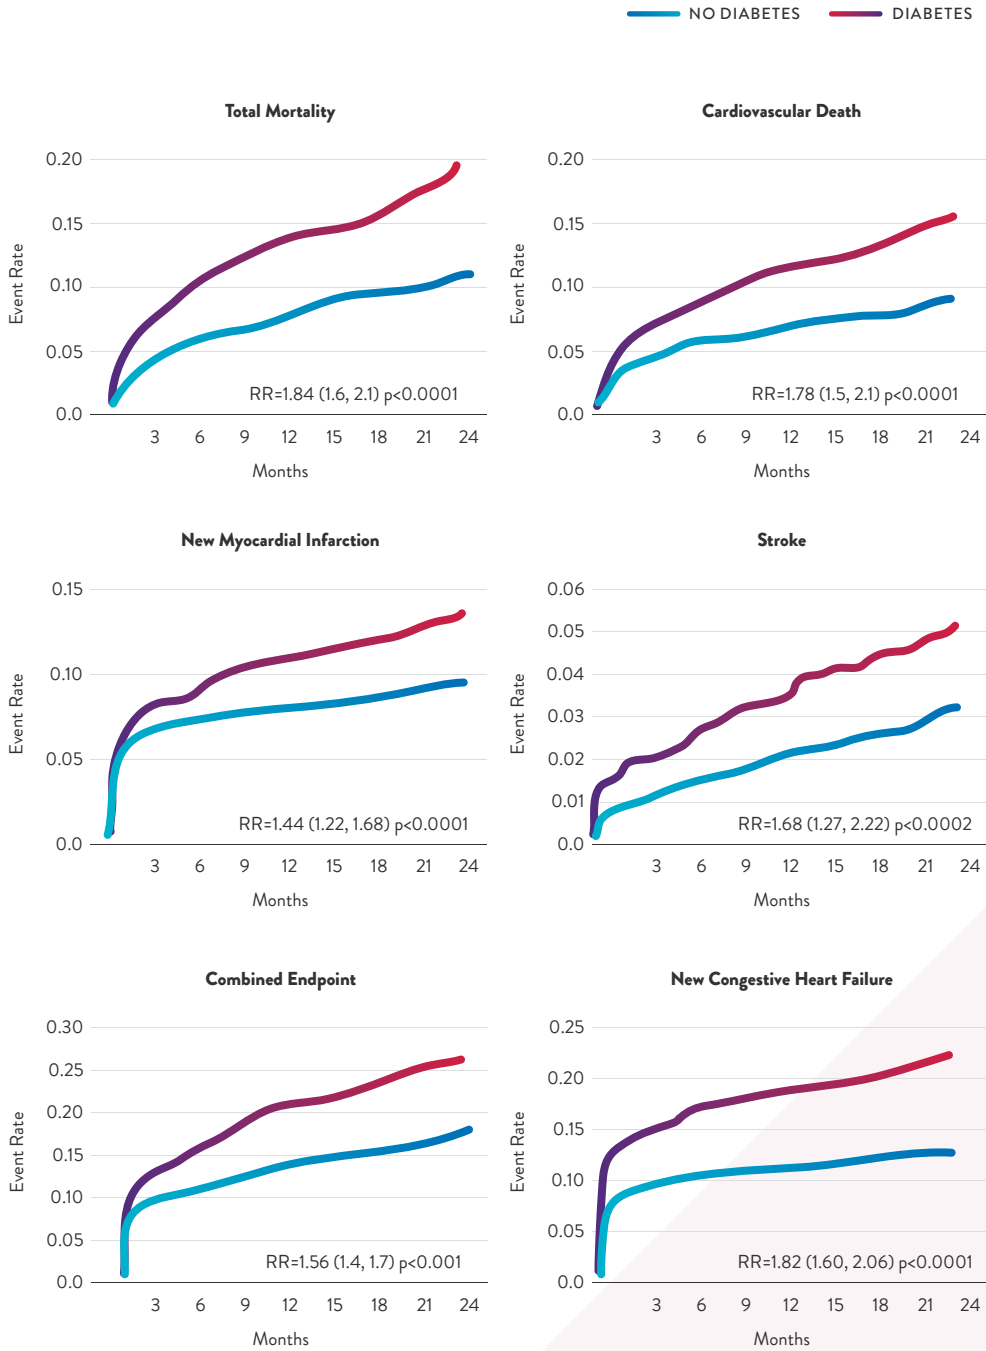 NO DIABETES
DIABETES
Total Mortality
Event Rate
0.20
0.15
0.10
0.05
0.0
RR=1.84 (1.6, 2.1) p<0.0001
3 6 9 12 15 18 21 24
Months
Cardiovascular Death
Event Rate
0.20
0.15
0.10
0.05
0.0
RR=1.78 (1.5, 2.1) p<0.0001
3 6 9 12 15 18 21 24
Months
New Myocardial Infarction
Event Rate
0.15
0.10
0.05
0.0
RR=1.44 (1.22, 1.68) p<0.0001
3 6 9 12 15 18 21 24
Months
Stroke
Event Rate
0.06
0.05
0.04
0.03
0.02
0.01
0.0
RR=1.68 (1.27, 2.22) p<0.0002
3 6 9 12 15 18 21 24
Months
Combined Endpoint
Event Rate
0.30
0.25
0.20
0.15
0.10
0.05
0.0
RR=1.56 (1.4, 1.7) p<0.001
3 6 9 12 15 18 21 24
Months
New Congestive Heart Failure
Event Rate
0.25
0.20
0.15
0.10
0.05
0.0
RR=1.82 (1.60, 2.06) p<0.0001
3 6 9 12 15 18 21 24
Months